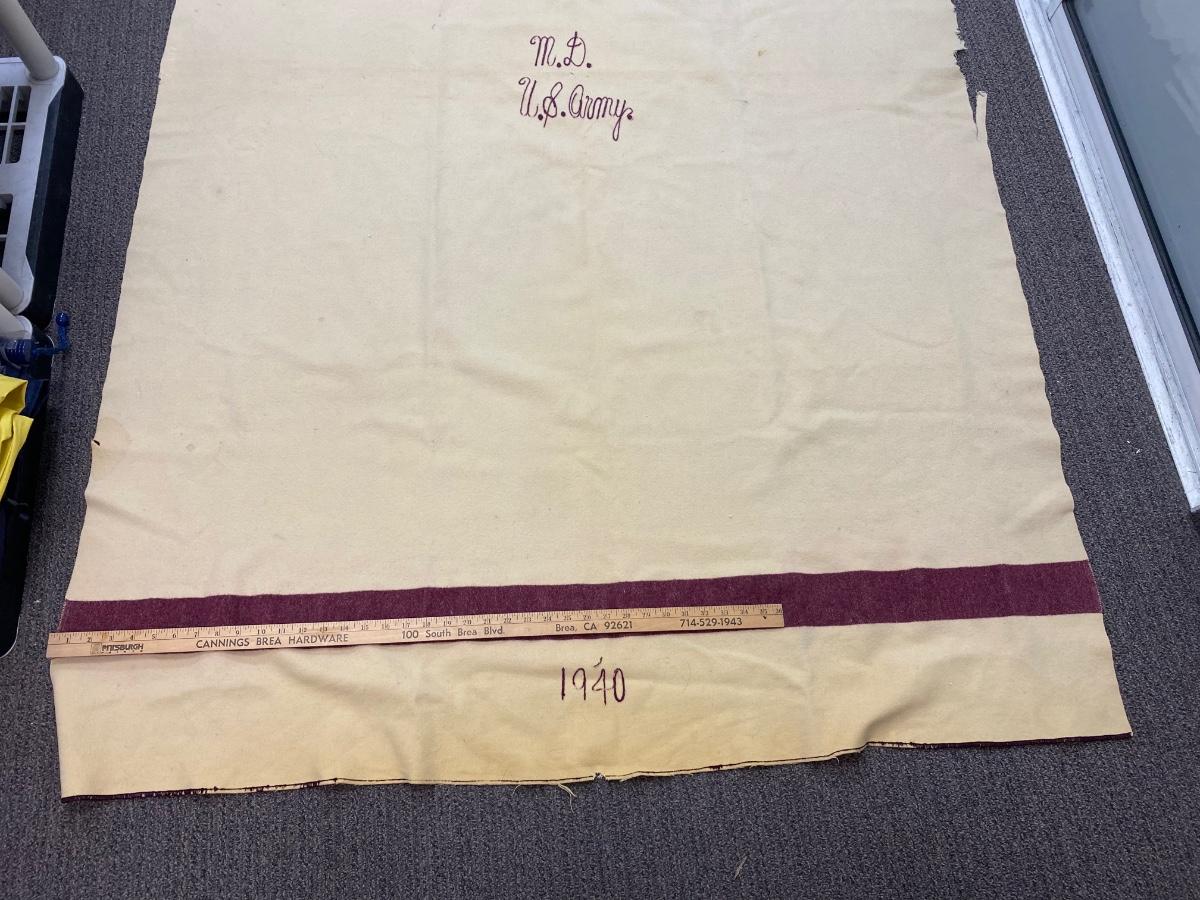 M.D.
U.S. Army.
PITTSBURGH
CANNINGS BREA HARDWARE 100 South Brea Blvd. Brea, CA 92621 714-529-1943
1940